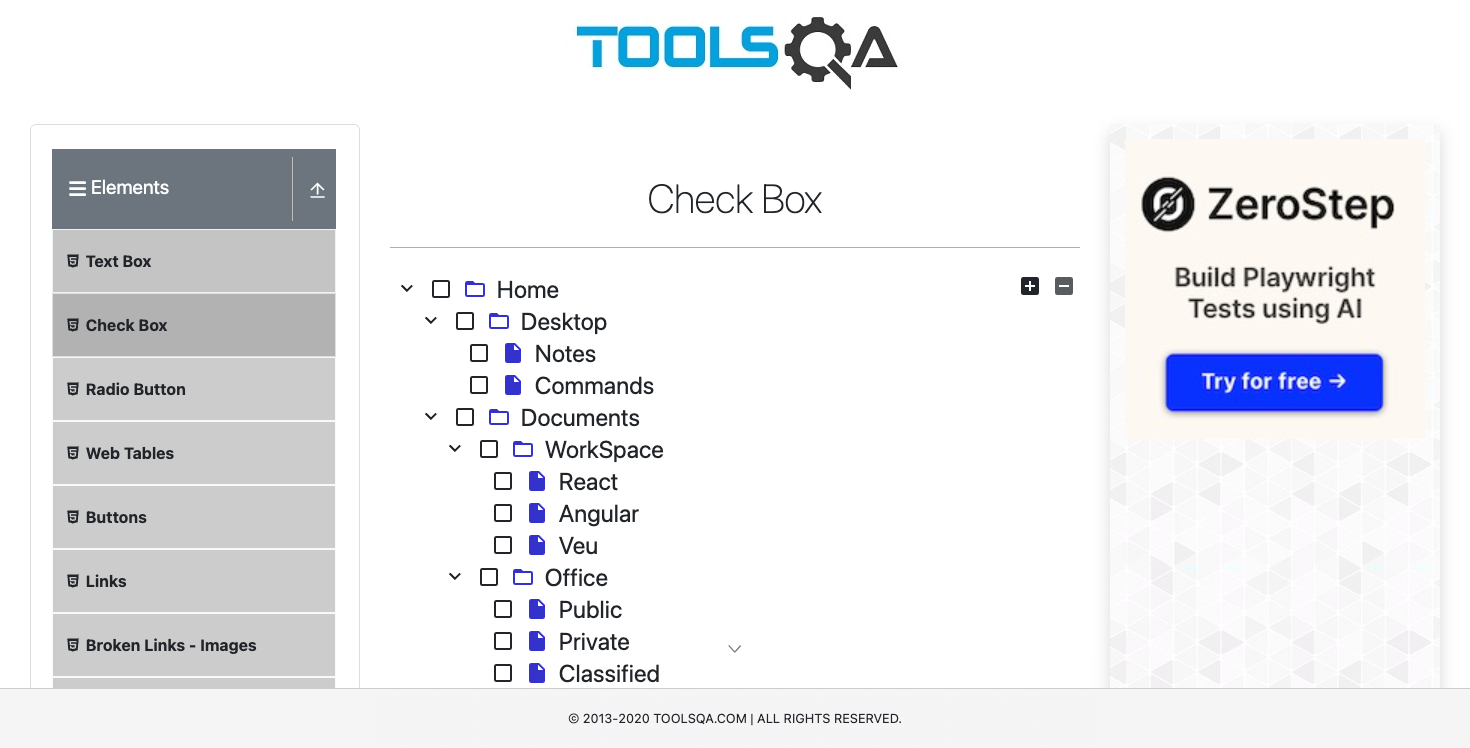 TOOLSQA
Elements
Text Box
Check Box
Radio Button
Web Tables
Buttons
Links
Broken Links - Images
Check Box
Home
Desktop
Notes
Commands
Documents
WorkSpace
React
Angular
Veu
Office
Public
Private
Classified
ZeroStep
Build Playwright
Tests using AI
Try for free →
© 2013-2020 TOOLSQA.COM | ALL RIGHTS RESERVED.